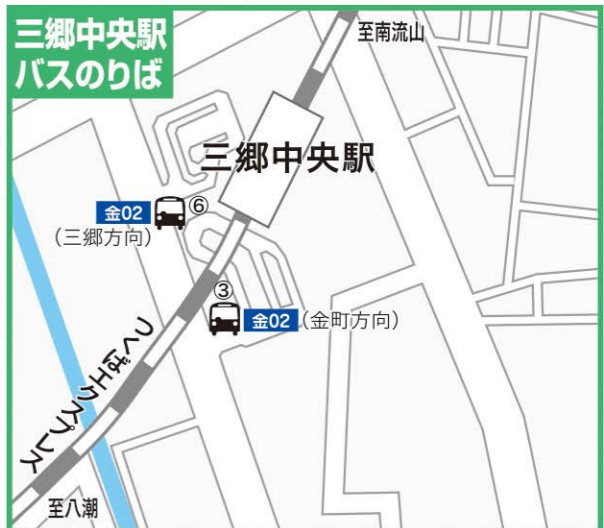 三郷中央駅
バスのりば
至南流山
三郷中央駅
金02
⑥
（三郷方向）
③
金02
（金町方向）
つくばエクスプレス
至八潮